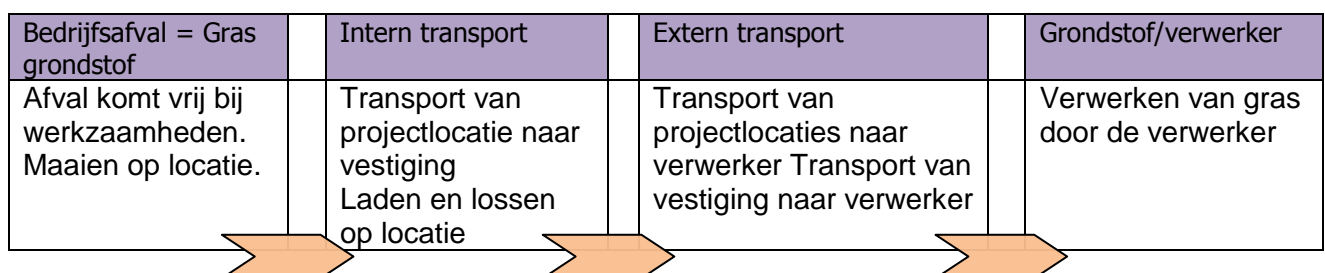 Bedrijfsafval = Gras
grondstof
Intern transport
Extern transport
Grondstof/verwerker
Afval komt vrij bij
werkzaamheden.
Maaien op locatie.
Transport van
projectlocatie naar
vestiging
Laden en lossen
op locatie
Transport van
projectlocaties naar
verwerker Transport van
vestiging naar verwerker
Verwerken van gras
door de verwerker